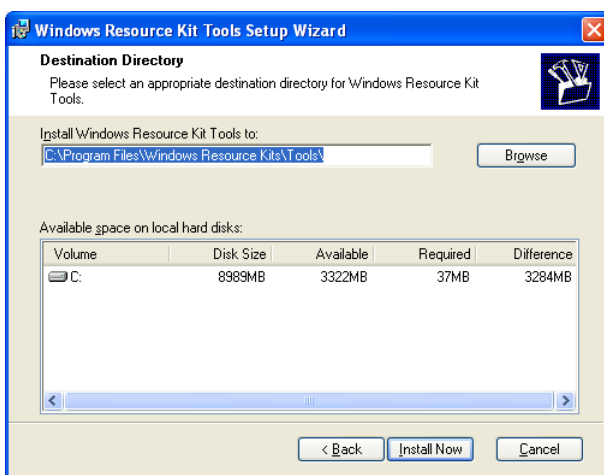 Windows Resource Kit Tools Setup Wizard
Destination Directory
Please select an appropriate destination directory for Windows Resource Kit
Tools.
Install Windows Resource Kit Tools to:
C:\Program Files\Windows Resource Kits\Tools\
Browse
Available space on local hard disks:
Volume Disk Size Available Required Difference
C: 8989MB 3322MB 37MB 3284MB
< Back Install Now Cancel